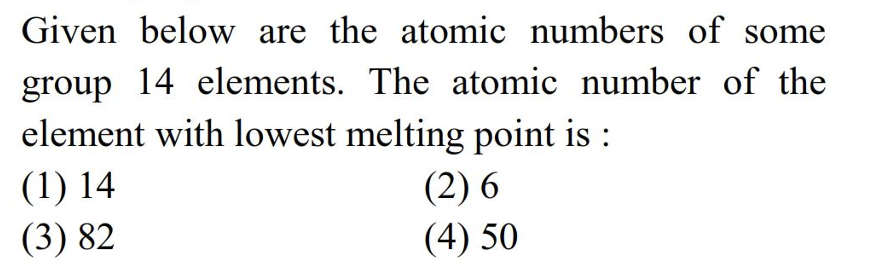 Given below are the atomic numbers of some
group 14 elements. The atomic number of the
element with lowest melting point is :
(1) 14 (2) 6
(3) 82 (4) 50